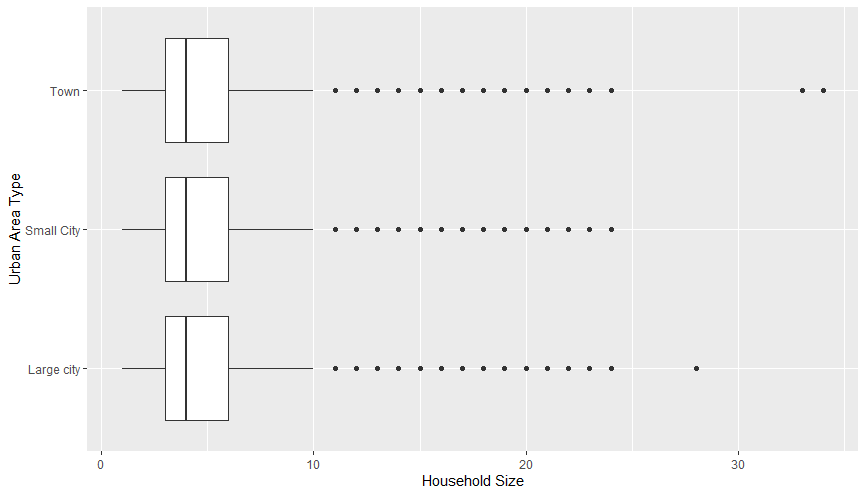 Town
Small City
Large city
Urban Area Type
0 10 20 30
Household Size